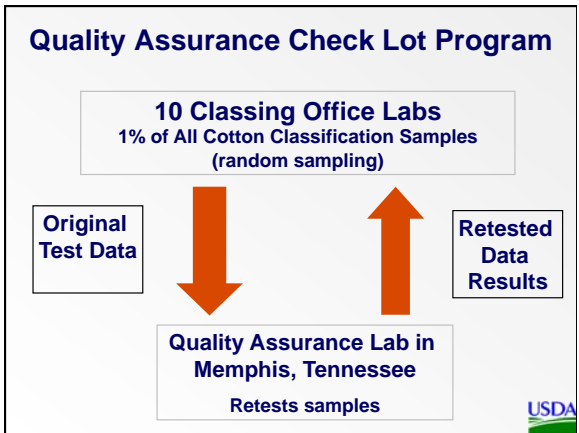 Quality Assurance Check Lot Program
10 Classing Office Labs
1% of All Cotton Classification Samples
(random sampling)
Original
Test Data
Retested
Data
Results
Quality Assurance Lab in
Memphis, Tennessee
Retests samples
USDA